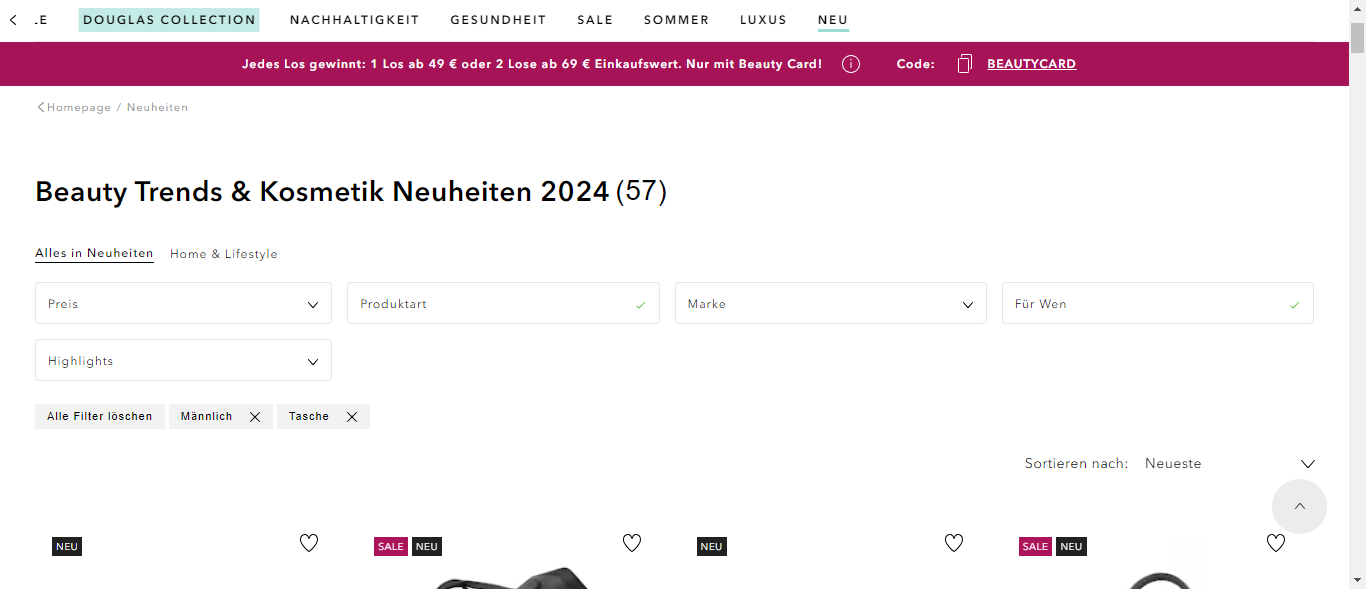 .E DOUGLAS COLLECTION NACHHALTIGKEIT GESUNDHEIT SALE SOMMER LUXUS NEU
Jedes Los gewinnt: 1 Los ab 49 € oder 2 Lose ab 69 € Einkaufswert. Nur mit Beauty Card! Code: BEAUTYCARD
Homepage / Neuheiten
Beauty Trends & Kosmetik Neuheiten 2024 (57)
Alles in Neuheiten Home & Lifestyle
Preis Produktart Marke Für Wen
Highlights
Alle Filter löschen Männlich Tasche
Sortieren nach: Neueste
NEU SALE NEU NEU SALE NEU